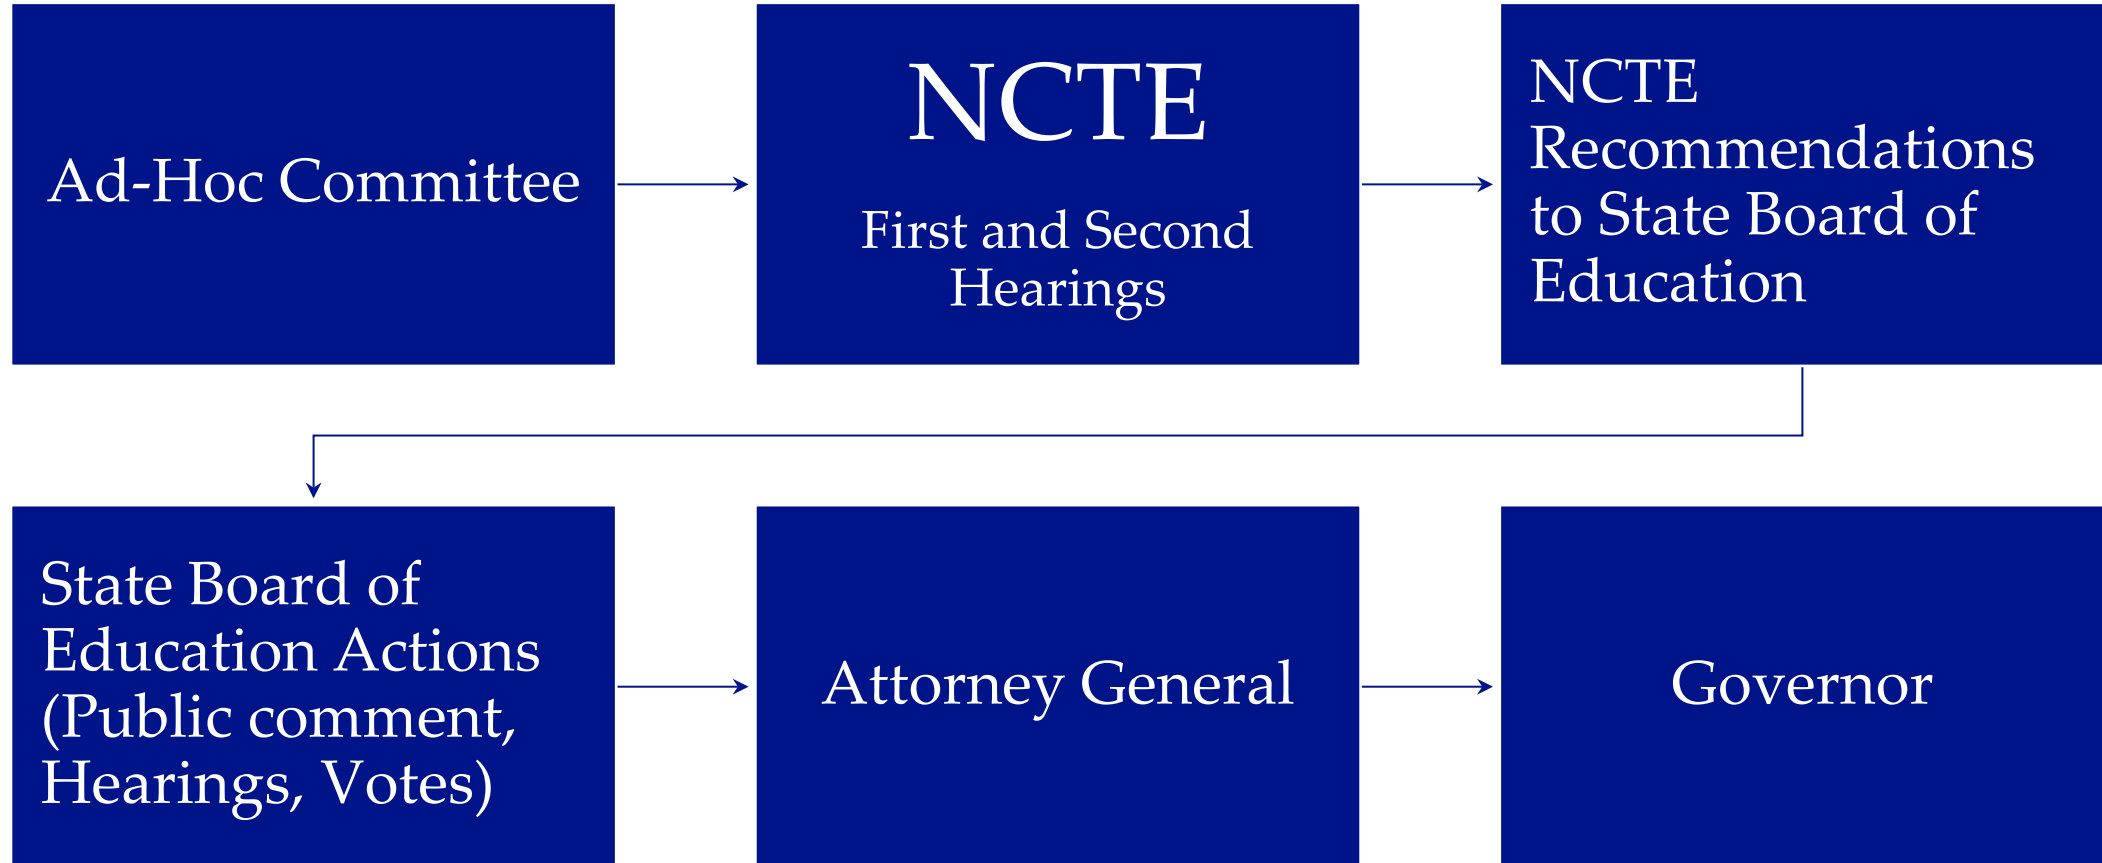 Ad-Hoc Committee
NCTE
First and Second
Hearings
NCTE
Recommendations
to State Board of
Education
State Board of
Education Actions
(Public comment,
Hearings, Votes)
Attorney General
Governor